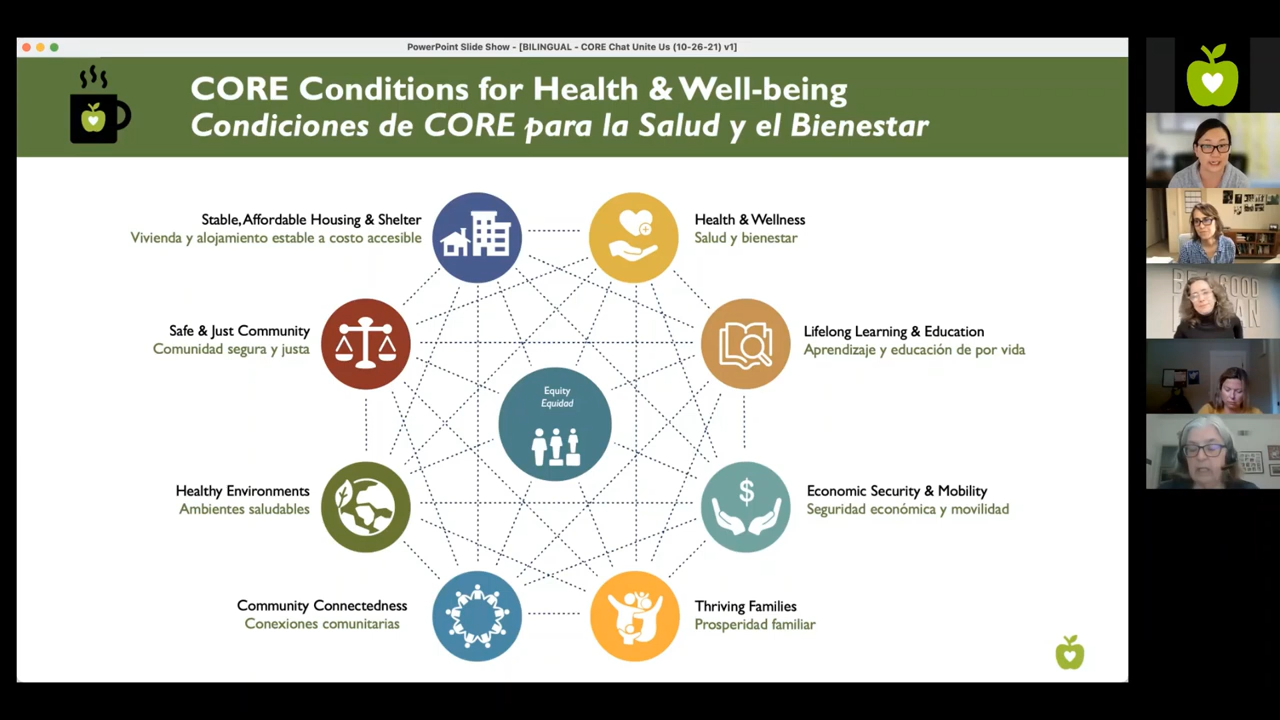 PowerPoint Slide Show - [BILINGUAL - CORE Chat Unite Us (10-26-21) v1]
CORE Conditions for Health & Well-being
Condiciones de CORE para la Salud y el Bienestar
Stable, Affordable Housing & Shelter
Vivienda y alojamiento estable a costo accesible
Health & Wellness
Salud y bienestar
Safe & Just Community
Comunidad segura y justa
Lifelong Learning & Education
Aprendizaje y educación de por vida
Equity
Equidad
Healthy Environments
Ambientes saludables
$
Economic Security & Mobility
Seguridad económica y movilidad
Community Connectedness
Conexiones comunitarias
Thriving Families
Prosperidad familiar